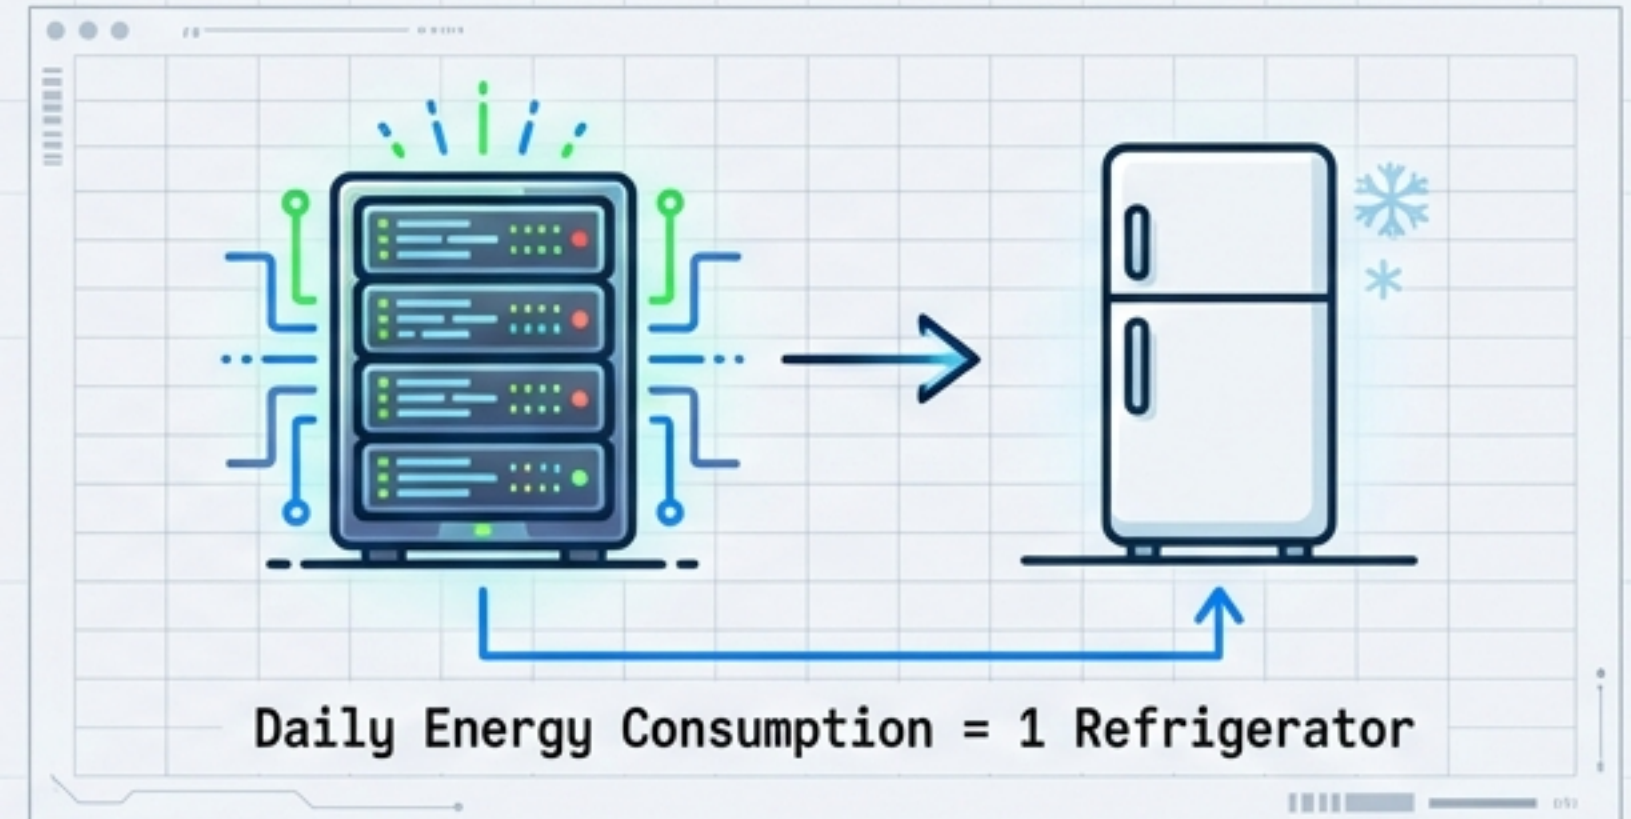 Daily Energy Consumption = 1 Refrigerator